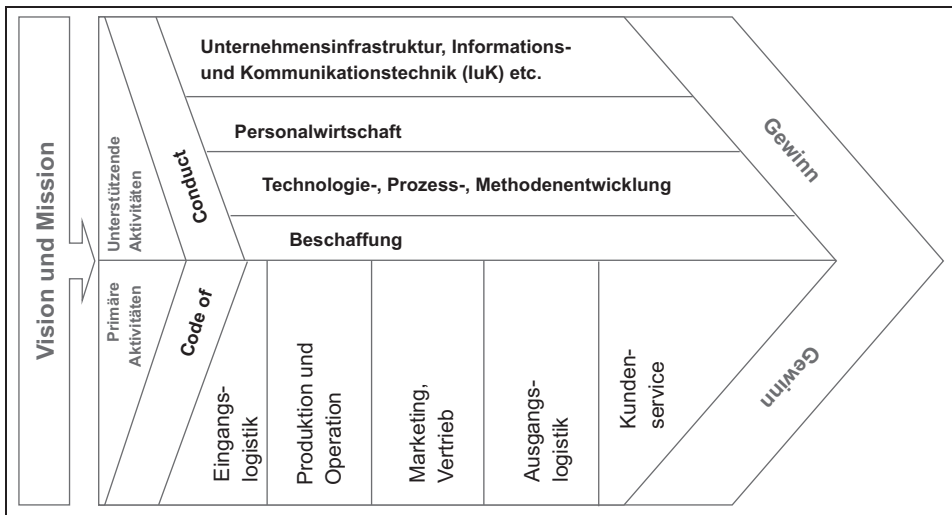 Vision und Mission
Unterstützende
Aktivitäten
Primäre
Aktivitäten
Code of
Conduct
Unternehmensinfrastruktur, Informations-
und Kommunikationstechnik (IuK) etc.
Personalwirtschaft
Technologie-, Prozess-, Methodenentwicklung
Beschaffung
Eingangs-
logistik
Produktion und
Operation
Marketing,
Vertrieb
Ausgangs-
logistik
Kunden-
service
Gewinn
Gewinn